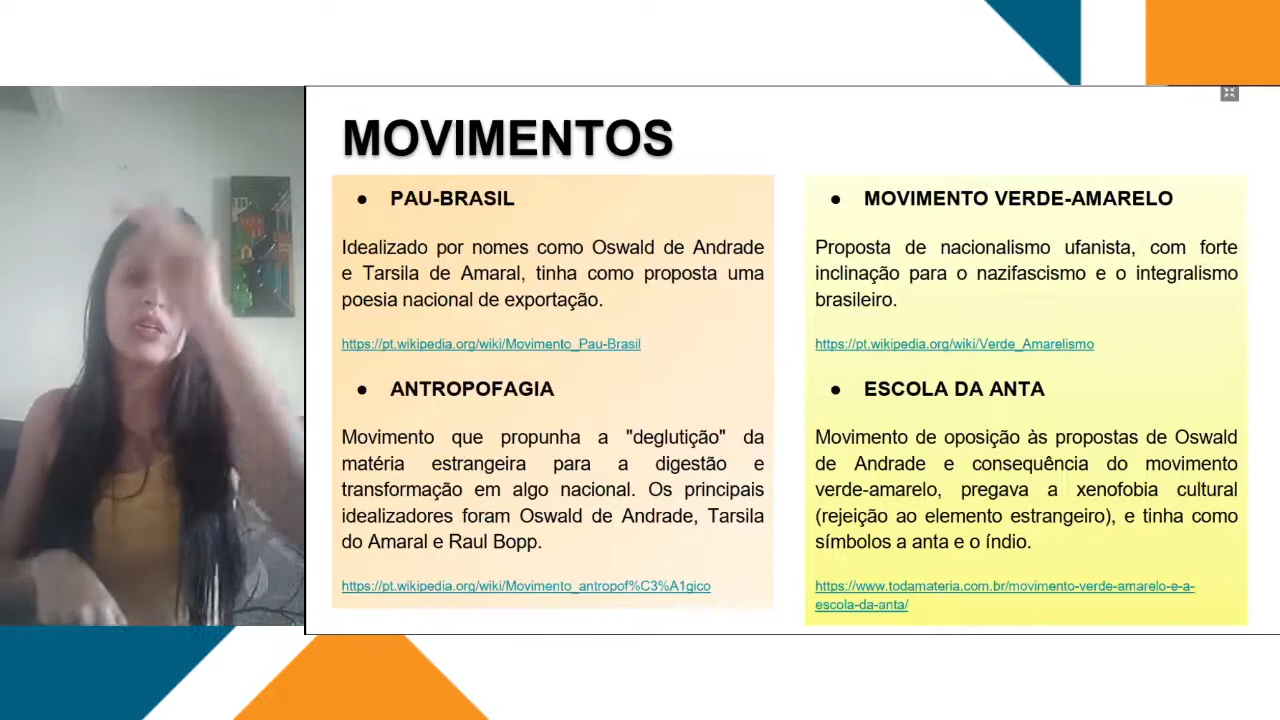 MOVIMENTOS
● PAU-BRASIL
Idealizado por nomes como Oswald de Andrade
e Tarsila de Amaral, tinha como proposta uma
poesia nacional de exportação.
https://pt.wikipedia.org/wiki/Movimento_Pau-Brasil
● ANTROPOFAGIA
Movimento que propunha a "deglutição" da
matéria estrangeira para a digestão e
transformação em algo nacional. Os principais
idealizadores foram Oswald de Andrade, Tarsila
do Amaral e Raul Bopp.
https://pt.wikipedia.org/wiki/Movimento_antropof%C3%A1gico
● MOVIMENTO VERDE-AMARELO
Proposta de nacionalismo ufanista, com forte
inclinação para o nazifascismo e o integralismo
brasileiro.
https://pt.wikipedia.org/wiki/Verde_Amarelismo
● ESCOLA DA ANTA
Movimento de oposição às propostas de Oswald
de Andrade e consequência do movimento
verde-amarelo, pregava a xenofobia cultural
(rejeição ao elemento estrangeiro), e tinha como
símbolos a anta e o índio.
https://www.todamateria.com.br/movimento-verde-amarelo-e-a-
escola-da-anta/